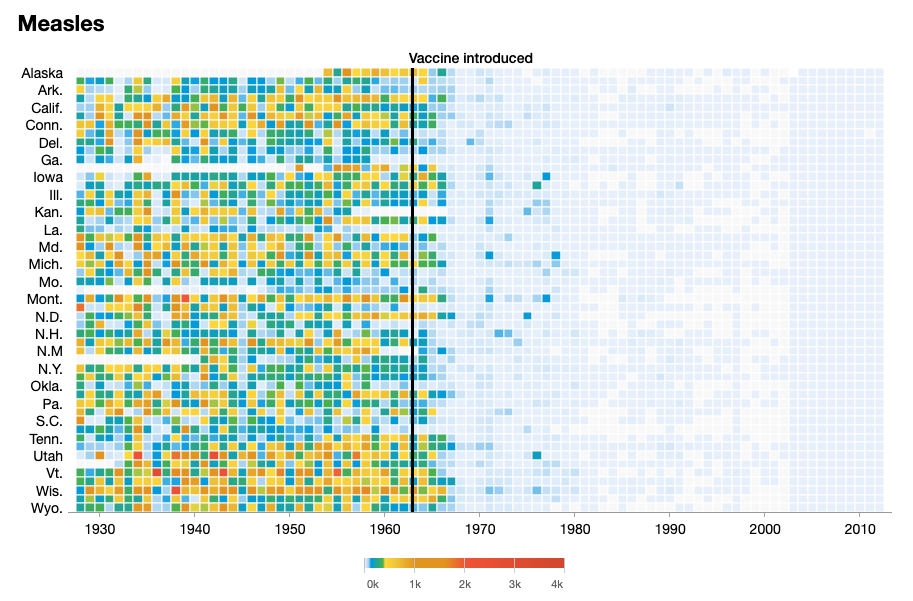 Measles
Vaccine introduced
Alaska
Ark.
Calif.
Conn.
Del.
Ga.
Iowa
Ill.
Kan.
La.
Md.
Mich.
Mo.
Mont.
N.D.
N.H.
N.M
N.Y.
Okla.
Pa.
S.C.
Tenn.
Utah
Vt.
Wis.
Wyo.
1930 1940 1950 1960 1970 1980 1990 2000 2010
0k 1k 2k 3k 4k